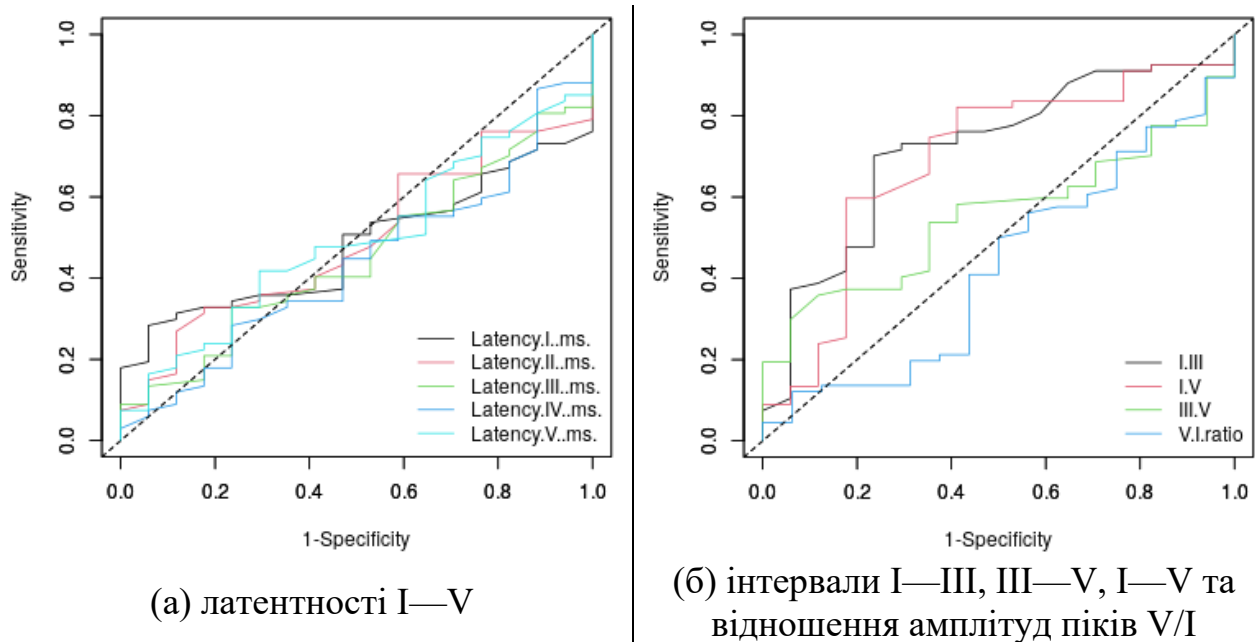 1.0
0.8
0.6
0.4
0.2
0.0
Sensitivity
Latency.I..ms.
Latency.II..ms.
Latency.III..ms.
Latency.IV..ms.
Latency.V..ms.
0.0 0.2 0.4 0.6 0.8 1.0
1-Specificity
(а) латентності I—V
1.0
0.8
0.6
0.4
0.2
0.0
Sensitivity
I.III
I.V
III.V
V.I.ratio
0.0 0.2 0.4 0.6 0.8 1.0
1-Specificity
(б) інтервали I—III, III—V, I—V та
відношення амплітуд піків V/I